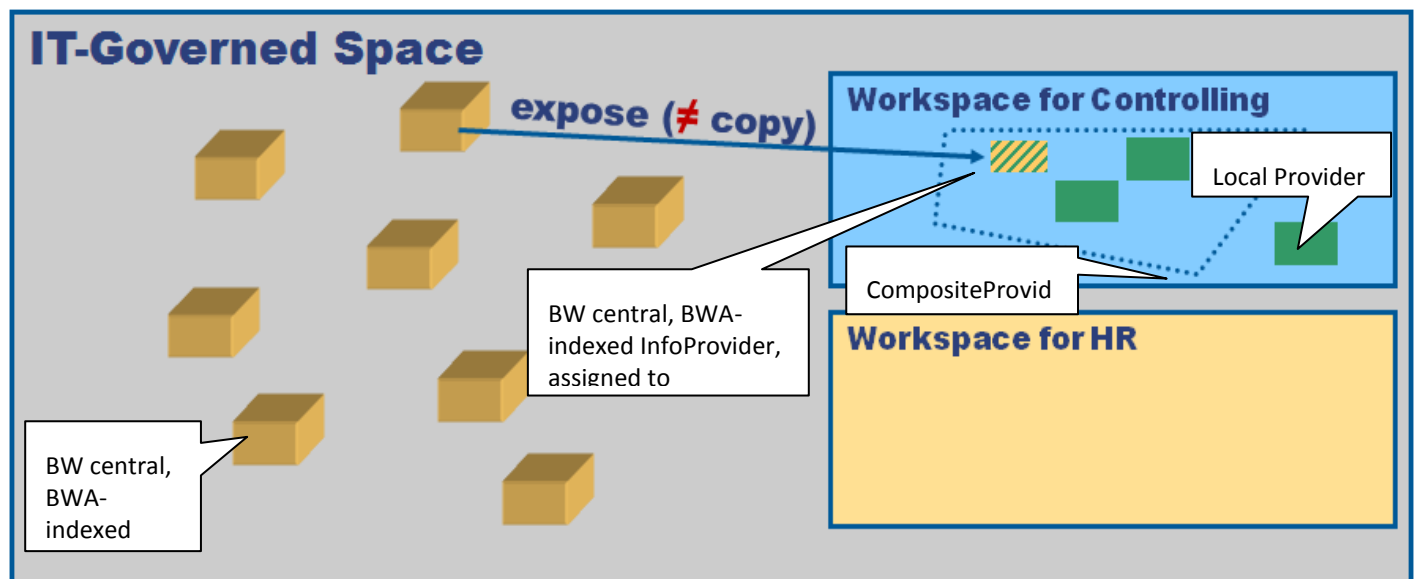 IT-Governed Space
expose (≠ copy)
Workspace for Controlling
Local Provider
CompositeProvid
BW central, BWA-
indexed InfoProvider,
assigned to
Workspace for HR
BW central,
BWA-
indexed